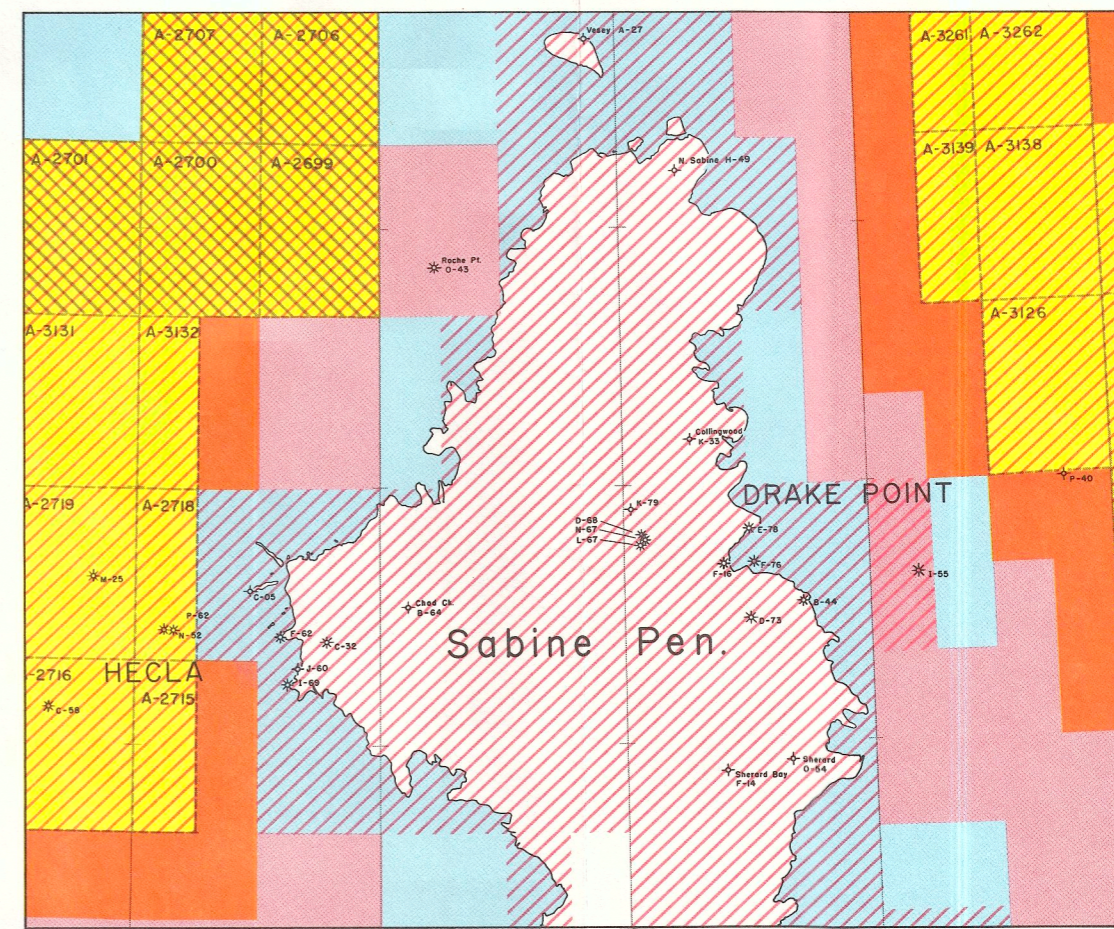 A-2707
A-2706
Vesey A-27
A-3261
A-3262
A-2701
A-2700
A-2699
N. Sabine H-49
A-3139
A-3138
Roche Pt.
O-43
A-3131
A-3132
A-3126
Collingwood
K-33
DRAKE POINT
P-40
A-2719
A-2718
K-79
D-68
N-67
L-67
E-78
F-16
F-76
I-55
M-25
C-05
Chad Ck.
B-64
B-44
P-62
N-52
F-62
C-32
D-73
Sabine Pen.
HECLA
J-60
I-69
-2716
A-2715
C-58
Sherard
O-54
Sherard Bay
F-14